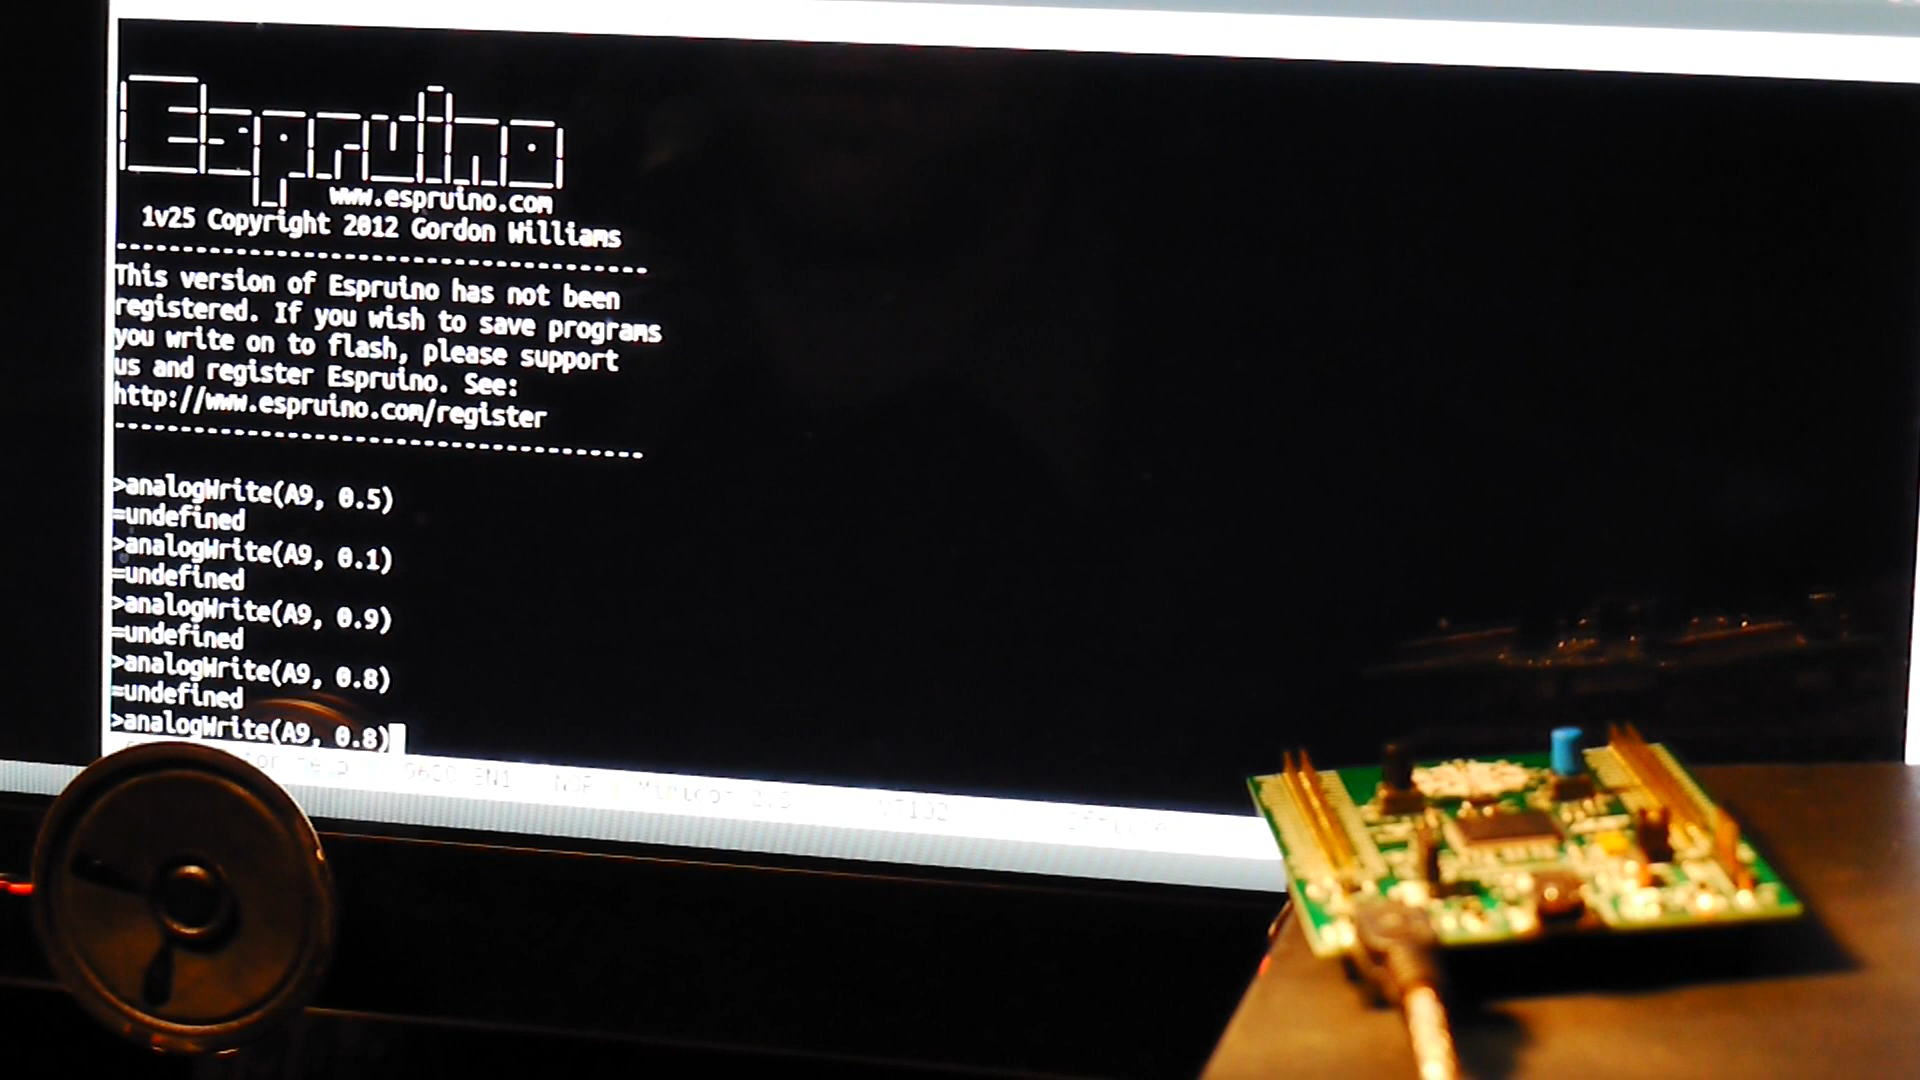 Espruino
www.espruino.com
1v25 Copyright 2012 Gordon Williams
This version of Espruino has not been
registered. If you wish to save programs
you write on to flash, please support
us and register Espruino. See:
http://www.espruino.com/register
>analogWrite(A9, 0.5)
=undefined
>analogWrite(A9, 0.1)
=undefined
>analogWrite(A9, 0.9)
=undefined
>analogWrite(A9, 0.8)
=undefined
>analogWrite(A9, 0.8)